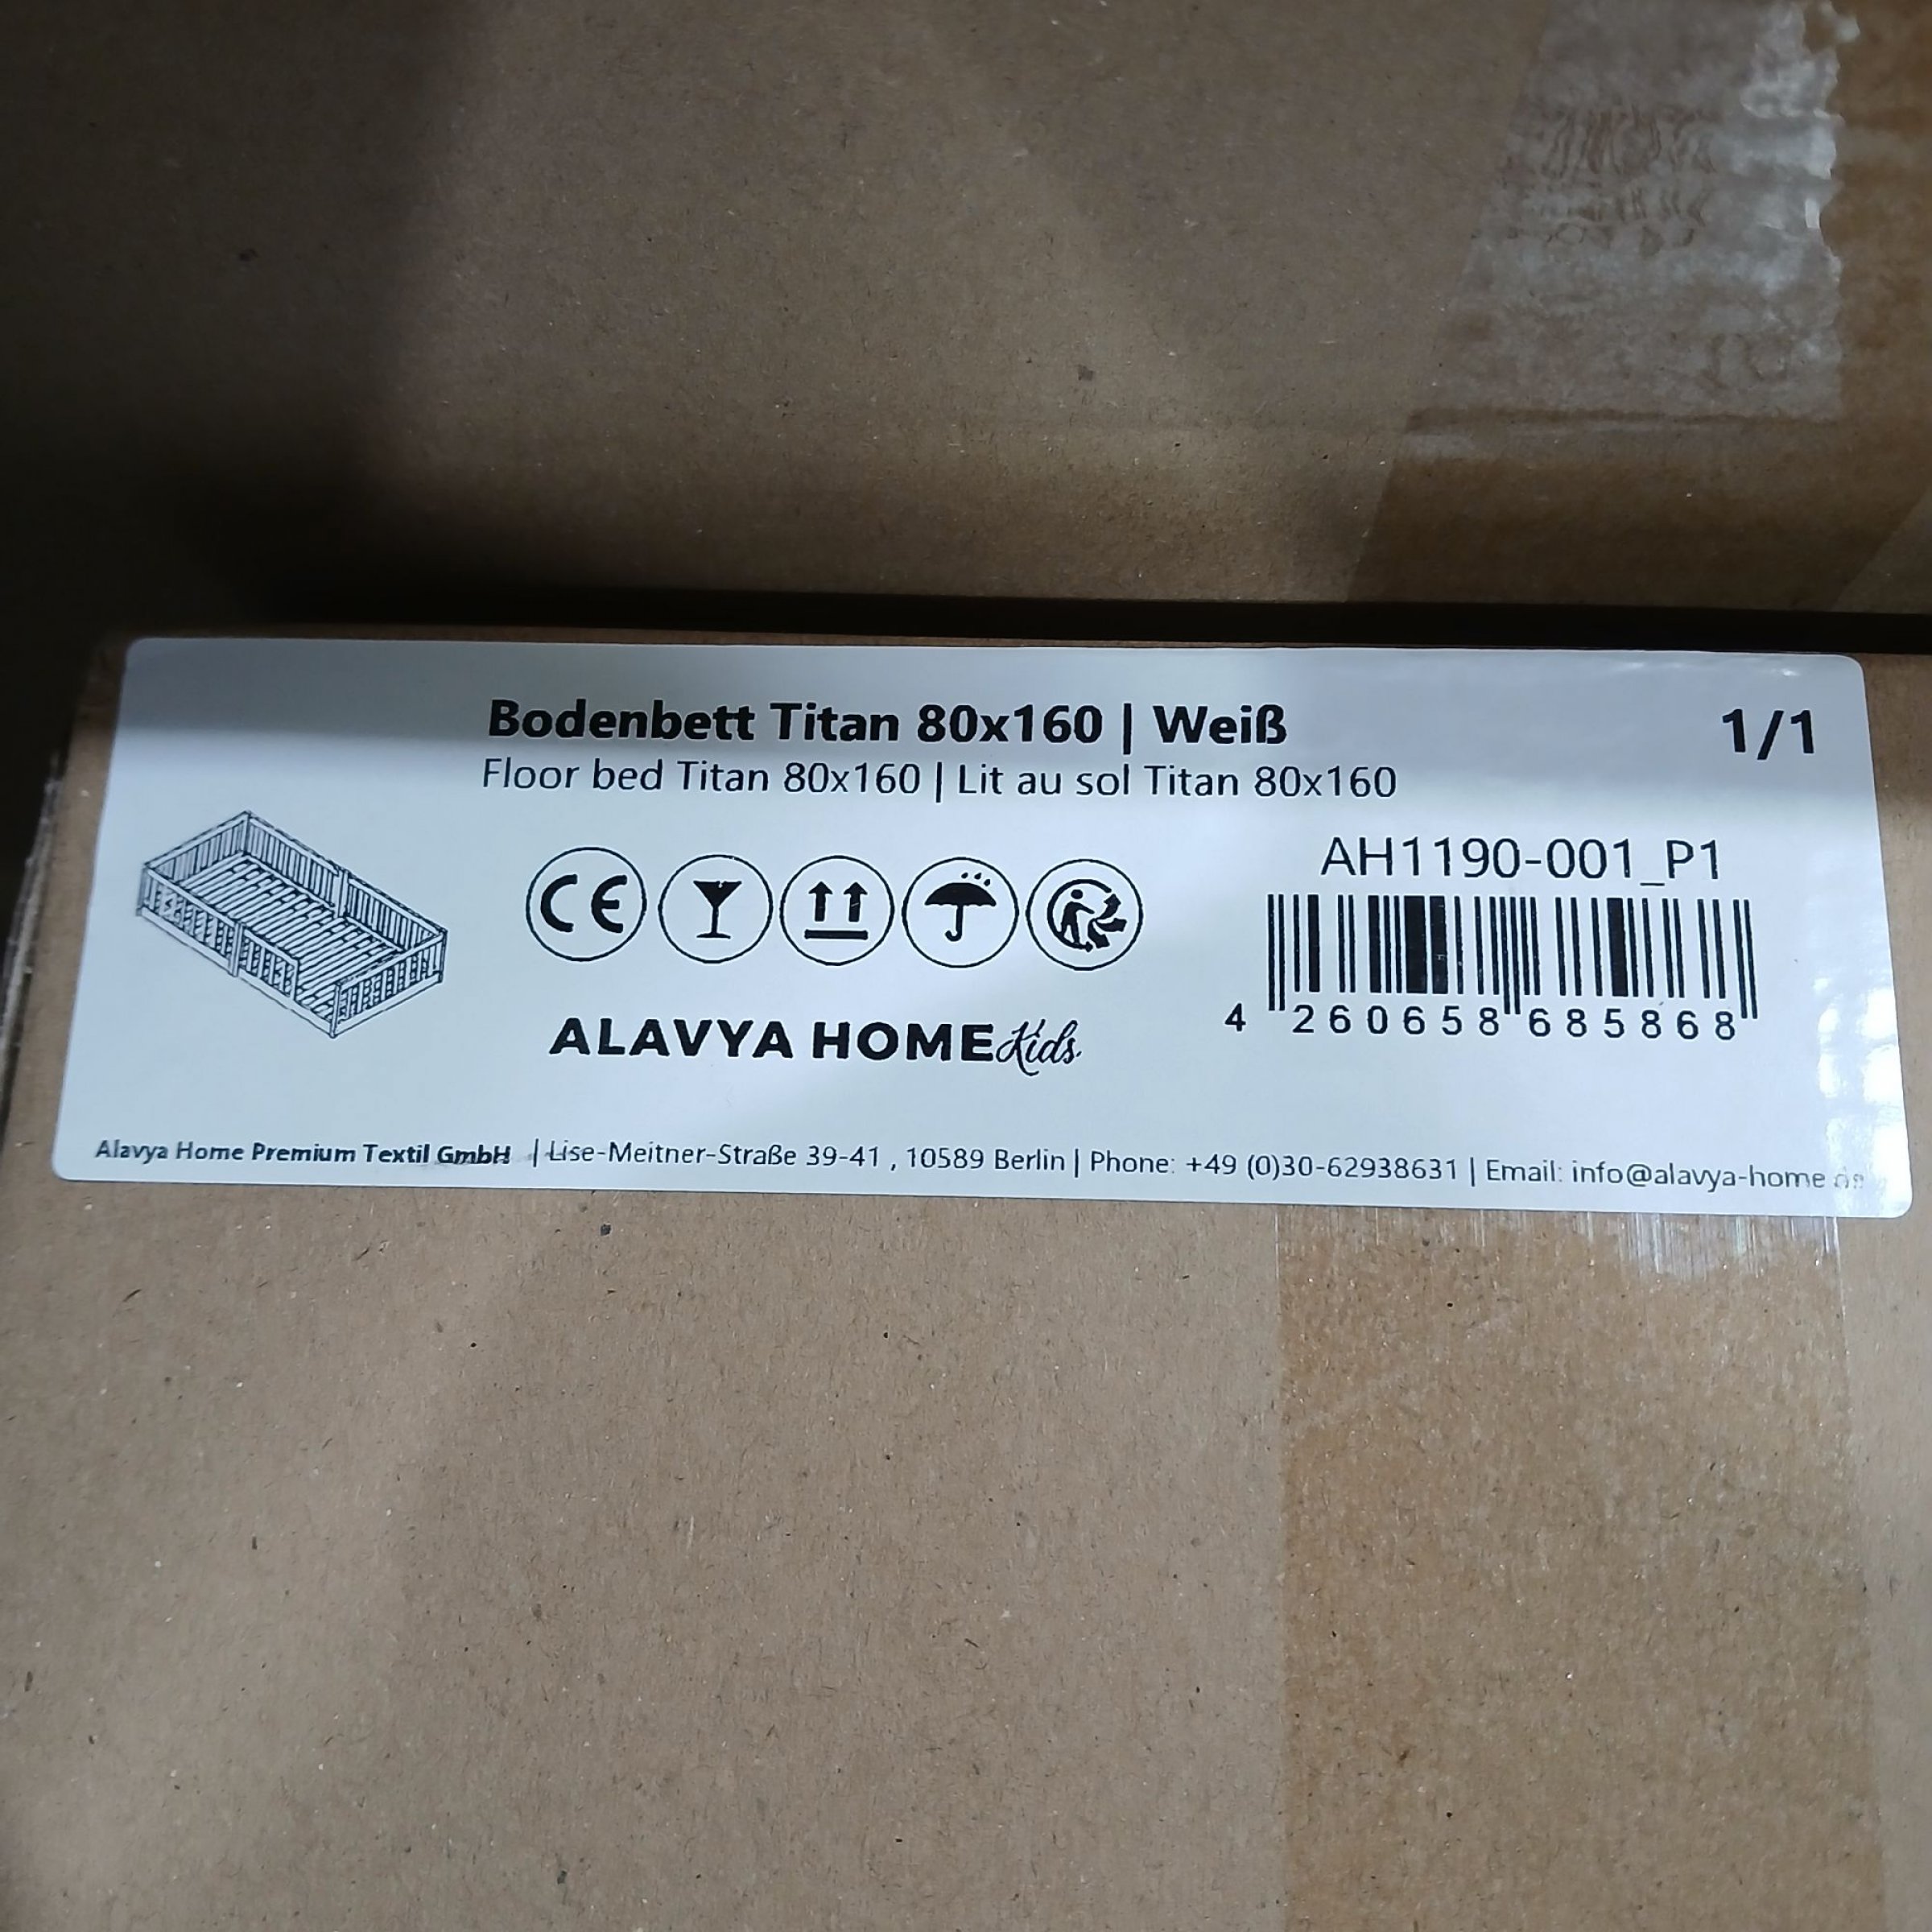 Bodenbett Titan 80x160 | Weiß
1/1
Floor bed Titan 80x160 | Lit au sol Titan 80x160
AH1190-001_P1
CE
4 260658 685868
ALAVYA HOME Kids.
Alavya Home Premium Textil GmbH | Lise-Meitner-Straße 39-41 , 10589 Berlin | Phone: +49 (0)30-62938631 | Email: info@alavya-home